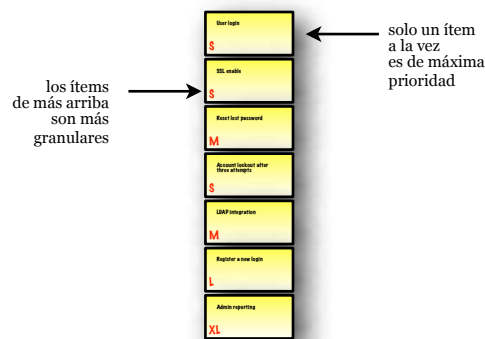 User login
S
solo un ítem
a la vez
es de máxima
prioridad
SSL enable
S
los ítems
de más arriba
son más
granulares
Reset lost password
M
Account lockout after
three attempts
S
LDAP integration
M
Register a new login
L
Admin reporting
XL